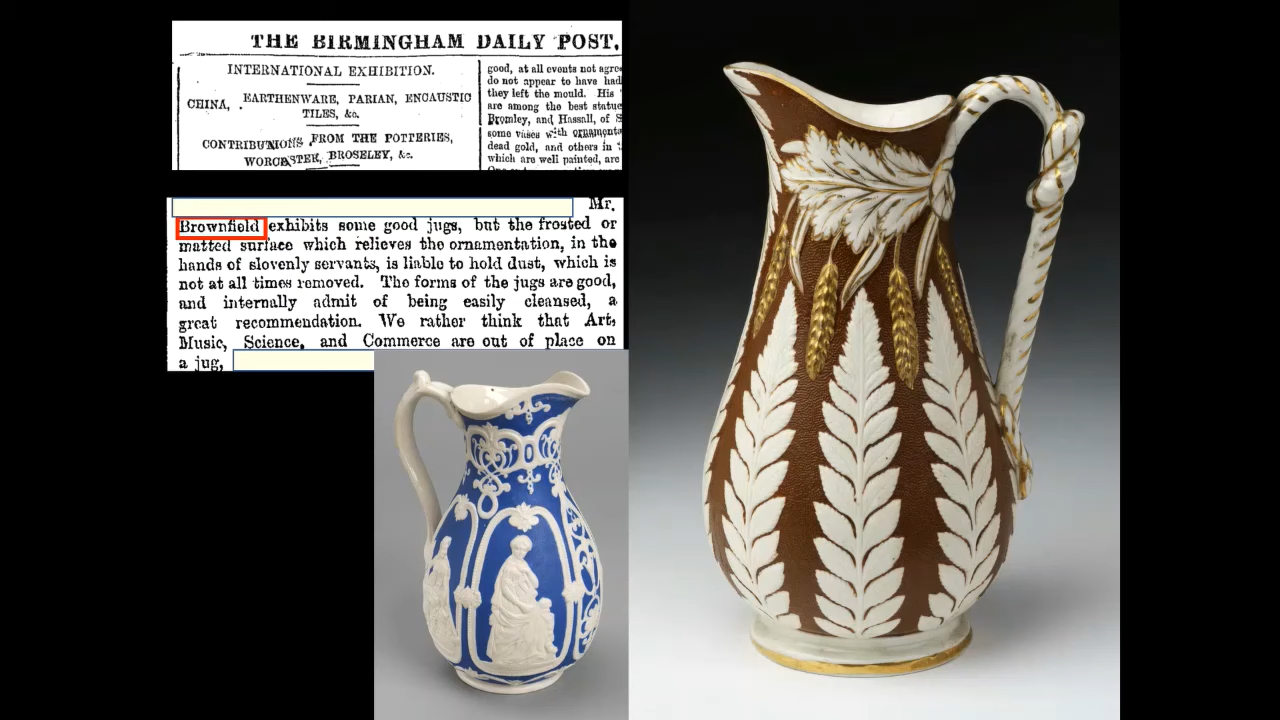 THE BIRMINGHAM DAILY POST,
INTERNATIONAL EXHIBITION.
CHINA, EARTHENWARE, PARIAN, ENCAUSTIC
TILES, &c.
CONTRIBUTIONS FROM THE POTTERIES,
WORCESTER, BROSELEY, &c.
good, at all events not agre
do not appear to have had
they left the mould. His
are among the best statue
Bromley, and Hassall, of S
some vases with ornamenta
dead gold, and others in
which are well painted, are
Mr.
Brownfield exhibits some good jugs, but the frosted or
matted surface which relieves the ornamentation, in the
hands of slovenly servants, is liable to hold dust, which is
not at all times removed. The forms of the jugs are good,
and internally admit of being easily cleansed, a
great recommendation. We rather think that Art,
Music, Science, and Commerce are out of place on
a jug,